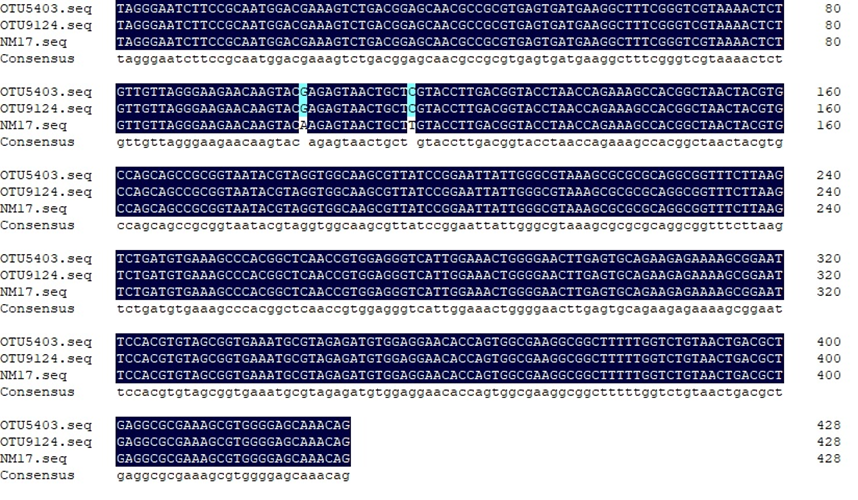 OTU5403.seq TAGGGAATCTTCCGCAATGGACGAAAGTCTGACGGAGCAACGCCGCGTGAGTGATGAAGGCTTTCGGGTCGTAAAACTCT 80
OTU9124.seq TAGGGAATCTTCCGCAATGGACGAAAGTCTGACGGAGCAACGCCGCGTGAGTGATGAAGGCTTTCGGGTCGTAAAACTCT 80
NM17.seq TAGGGAATCTTCCGCAATGGACGAAAGTCTGACGGAGCAACGCCGCGTGAGTGATGAAGGCTTTCGGGTCGTAAAACTCT 80
Consensus tagggaatcttccgcaatggacgaaagtctgacggagcaacgccgcgtgagtgatgaaggctttcgggtcgtaaaactct
OTU5403.seq GTTGTTAGGGAAGAACAAGTACGAGAGTAACTGCTCGTACCTTGACGGTACCTAACCAGAAAGCCACGGCTAACTACGTG 160
OTU9124.seq GTTGTTAGGGAAGAACAAGTACGAGAGTAACTGCTCGTACCTTGACGGTACCTAACCAGAAAGCCACGGCTAACTACGTG 160
NM17.seq GTTGTTAGGGAAGAACAAGTACAAGAGTAACTGCTTGTACCTTGACGGTACCTAACCAGAAAGCCACGGCTAACTACGTG 160
Consensus gttgttagggaagaacaagtac agagtaactgct gtaccttgacggtacctaaccagaaagccacggctaactacgtg
OTU5403.seq CCAGCAGCCGCGGTAATACGTAGGTGGCAAGCGTTATCCGGAATTATTGGGCGTAAAGCGCGCGCAGGCGGTTTCTTAAG 240
OTU9124.seq CCAGCAGCCGCGGTAATACGTAGGTGGCAAGCGTTATCCGGAATTATTGGGCGTAAAGCGCGCGCAGGCGGTTTCTTAAG 240
NM17.seq CCAGCAGCCGCGGTAATACGTAGGTGGCAAGCGTTATCCGGAATTATTGGGCGTAAAGCGCGCGCAGGCGGTTTCTTAAG 240
Consensus ccagcagccgcggtaatacgtaggtggcaagcgttatccggaattattgggcgtaaagcgcgcgcaggcggtttcttaag
OTU5403.seq TCTGATGTGAAAGCCCACGGCTCAACCGTGGAGGGTCATTGGAAACTGGGGAACTTGAGTGCAGAAGAGAAAAGCGGAAT 320
OTU9124.seq TCTGATGTGAAAGCCCACGGCTCAACCGTGGAGGGTCATTGGAAACTGGGGAACTTGAGTGCAGAAGAGAAAAGCGGAAT 320
NM17.seq TCTGATGTGAAAGCCCACGGCTCAACCGTGGAGGGTCATTGGAAACTGGGGAACTTGAGTGCAGAAGAGAAAAGCGGAAT 320
Consensus tctgatgtgaaagcccacggctcaaccgtggagggtcattggaaactggggaacttgagtgcagaagagaaaagcggaat
OTU5403.seq TCCACGTGTAGCGGTGAAATGCGTAGAGATGTGGAGGAACACCAGTGGCGAAGGCGGCTTTTTGGTCTGTAACTGACGCT 400
OTU9124.seq TCCACGTGTAGCGGTGAAATGCGTAGAGATGTGGAGGAACACCAGTGGCGAAGGCGGCTTTTTGGTCTGTAACTGACGCT 400
NM17.seq TCCACGTGTAGCGGTGAAATGCGTAGAGATGTGGAGGAACACCAGTGGCGAAGGCGGCTTTTTGGTCTGTAACTGACGCT 400
Consensus tccacgtgtagcggtgaaatgcgtagagatgtggaggaacaccagtggcgaaggcggctttttggtctgtaactgacgct
OTU5403.seq GAGGCGCGAAAGCGTGGGGAGCAAACAG 428
OTU9124.seq GAGGCGCGAAAGCGTGGGGAGCAAACAG 428
NM17.seq GAGGCGCGAAAGCGTGGGGAGCAAACAG 428
Consensus gaggcgcgaaagcgtggggagcaaacag